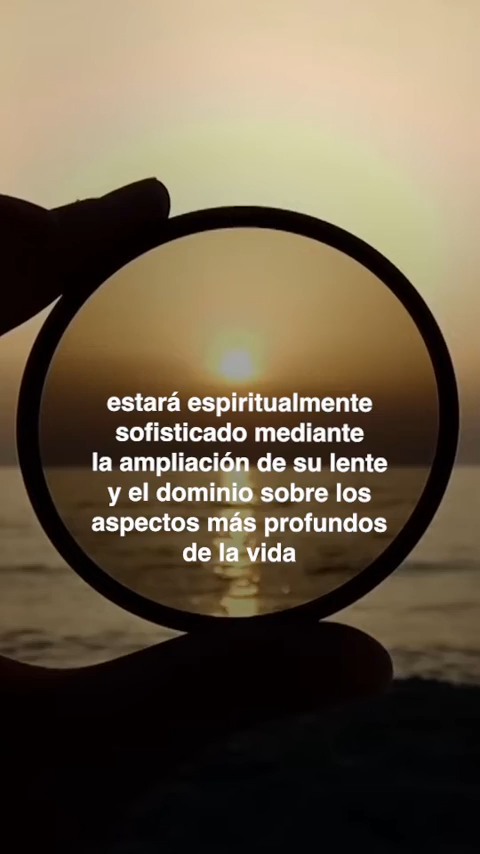 estará espiritualmente
sofisticado mediante
la ampliación de su lente
y el dominio sobre los
aspectos más profundos
de la vida